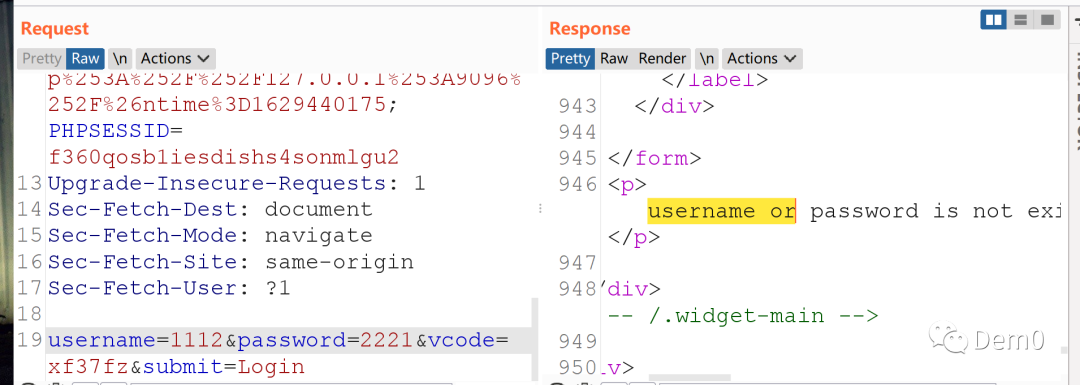 Request
Pretty Raw \n Actions
p%253A%252F%252F127.0.0.1%253A9096%
252F%26ntime%3D1629440175;
PHPSESSID=
f360qosb1iesdishs4sonmlgu2
13 Upgrade-Insecure-Requests: 1
14 Sec-Fetch-Dest: document
15 Sec-Fetch-Mode: navigate
16 Sec-Fetch-Site: same-origin
17 Sec-Fetch-User: ?1
18
19 username=1112&password=2221&vcode=
xf37fz&submit=Login
Response
Pretty Raw Render \n Actions
</label>
943 </div>
944
945 </form>
946 <p>
username or password is not exi
</p>
947
948 /div>
-- /.widget-main -->
949
950 .v>
Dem0